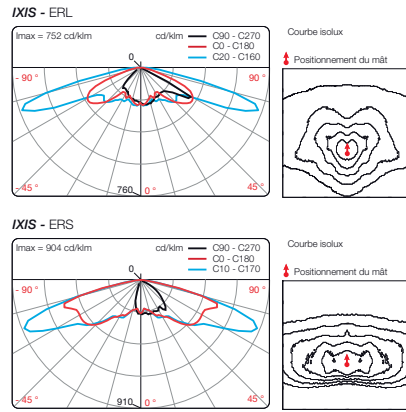 IXIS - ERL
Imax = 752 cd/klm
cd/klm
C90 - C270
C0 - C180
C20 - C160
0
- 90 °
90 °
- 45 °
760
0 °
45 °
Courbe isolux
Positionnement du mât
IXIS - ERS
Imax = 904 cd/klm
cd/klm
C90 - C270
C0 - C180
C10 - C170
0
- 90 °
90 °
- 45 °
910
0 °
45 °
Courbe isolux
Positionnement du mât